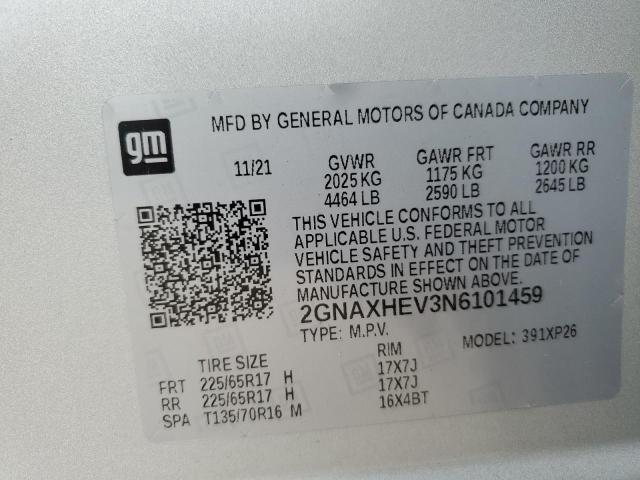 gm
MFD BY GENERAL MOTORS OF CANADA COMPANY
11/21 GVWR GAWR FRT GAWR RR
2025 KG 1175 KG 1200 KG
4464 LB 2590 LB 2645 LB
THIS VEHICLE CONFORMS TO ALL
APPLICABLE U.S. FEDERAL MOTOR
VEHICLE SAFETY AND THEFT PREVENTION
STANDARDS IN EFFECT ON THE DATE OF
MANUFACTURE SHOWN ABOVE.
2GNAXHEV3N6101459
TYPE: M.P.V. MODEL: 391XP26
TIRE SIZE RIM
FRT 225/65R17 H 17X7J
RR 225/65R17 H 17X7J
SPA T135/70R16 M 16X4BT